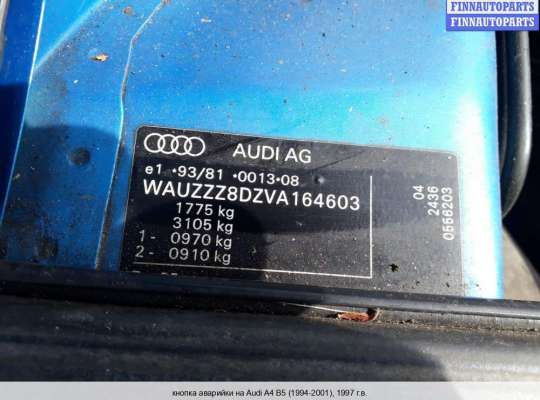 FINNAUTOPARTS
FINNAUTOPARTS
AUDI AG
e1 *93/81 *0013*08
WAUZZZ8DZVA164603
1775 kg
3105 kg
1- 0970 kg
2- 0910 kg
04
2436
0556203
кнопка аварийки на Audi A4 B5 (1994-2001), 1997 г.в.